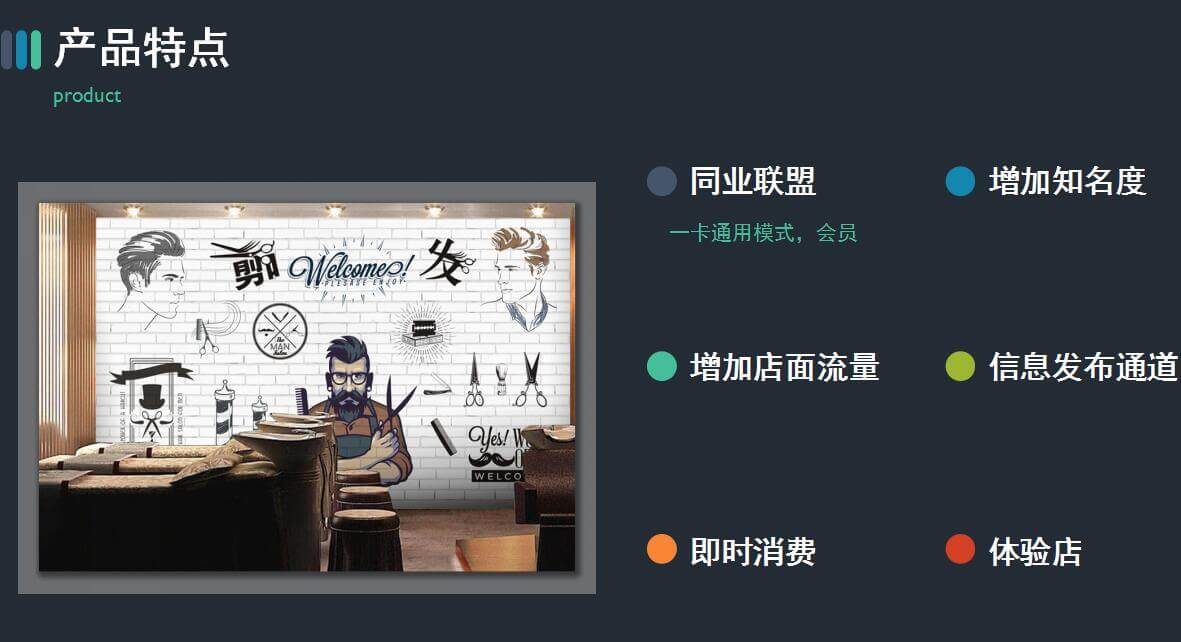 产品特点
product
剪
Welcome!
PLESASE ENJOY
发
the
MAN
Salon
Yes! W
WELCO
同业联盟
一卡通用模式，会员
增加知名度
增加店面流量
信息发布通道
即时消费
体验店